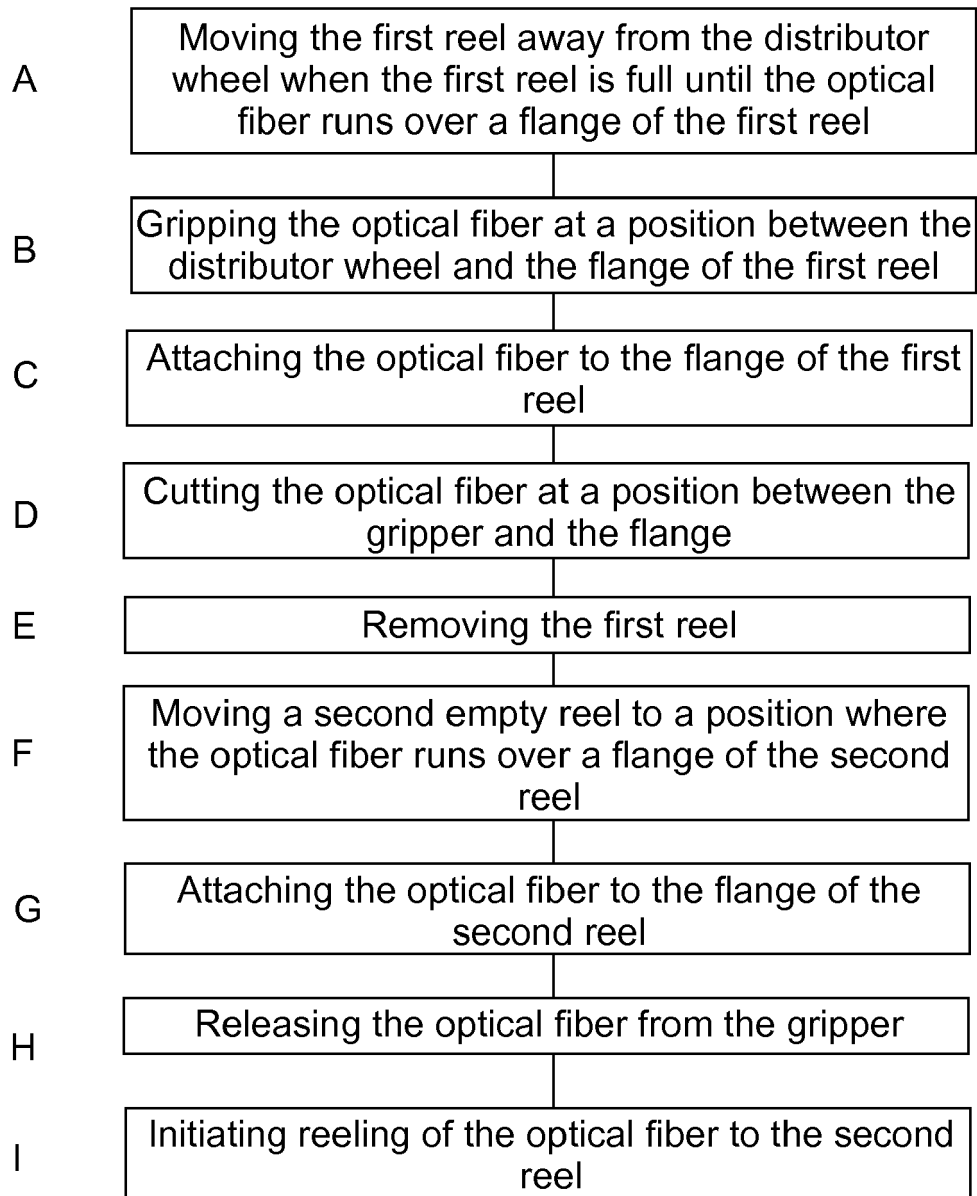 A
Moving the first reel away from the distributor
wheel when the first reel is full until the optical
fiber runs over a flange of the first reel
B
Gripping the optical fiber at a position between the
distributor wheel and the flange of the first reel
C
Attaching the optical fiber to the flange of the first
reel
D
Cutting the optical fiber at a position between the
gripper and the flange
E
Removing the first reel
F
Moving a second empty reel to a position where
the optical fiber runs over a flange of the second
reel
G
Attaching the optical fiber to the flange of the
second reel
H
Releasing the optical fiber from the gripper
I
Initiating reeling of the optical fiber to the second
reel